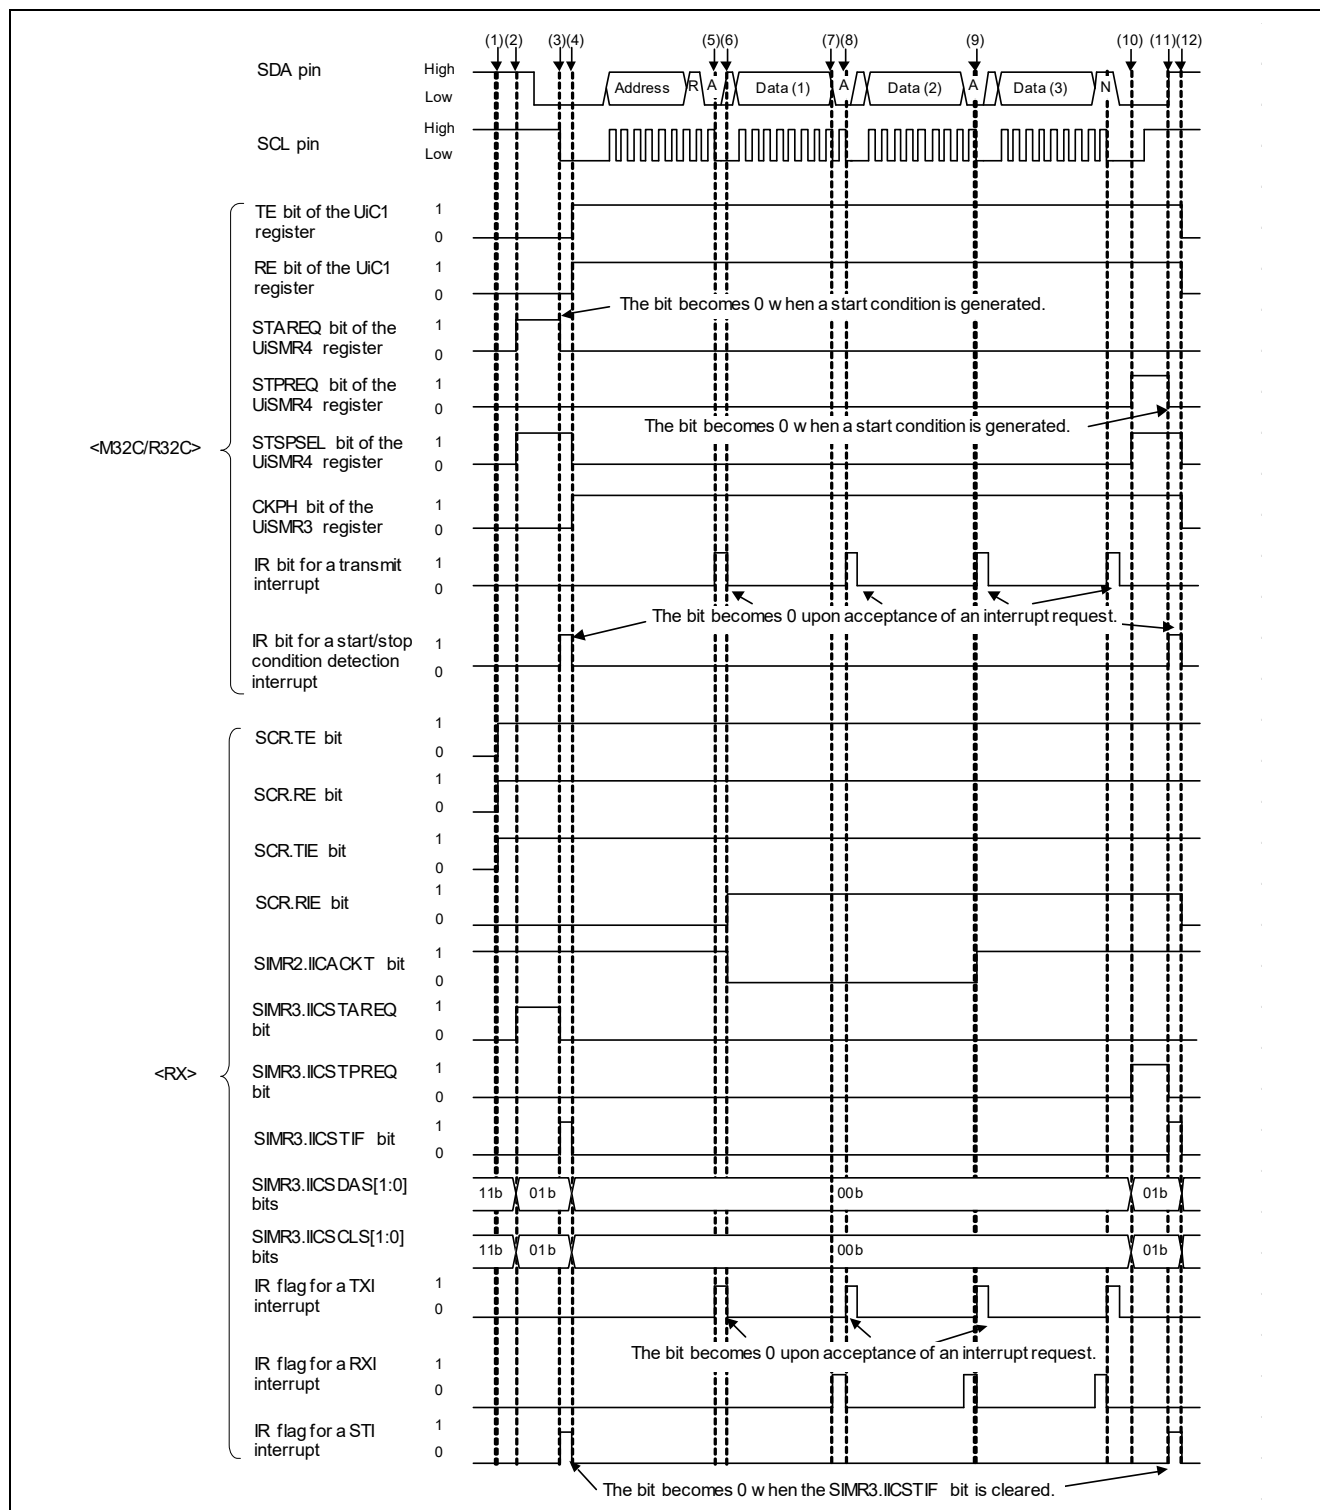 (1)(2) (3)(4) (5)(6) (7)(8) (9) (10) (11)(12)
SDA pin High
Low
Address R A Data (1) A Data (2) A Data (3) N
SCL pin High
Low
TE bit of the UiC1
register
1
0
RE bit of the UiC1
register
1
0
The bit becomes 0 when a start condition is generated.
STAREQ bit of the
UiSMR4 register
1
0
STPREQ bit of the
UiSMR4 register
1
0
The bit becomes 0 when a start condition is generated.
<M32C/R32C>
STSPSEL bit of the
UiSMR4 register
1
0
CKPH bit of the
UiSMR3 register
1
0
IR bit for a transmit
interrupt
1
0
The bit becomes 0 upon acceptance of an interrupt request.
IR bit for a start/stop
condition detection
interrupt
1
0
SCR.TE bit
1
0
SCR.RE bit
1
0
SCR.TIE bit
1
0
SCR.RIE bit
1
0
SIMR2.IICACKT bit
1
0
SIMR3.IICSTAREQ
bit
1
0
<RX>
SIMR3.IICSTPREQ
bit
1
0
SIMR3.IICSTIF bit
1
0
SIMR3.IICSDAS[1:0]
bits
11b 01b 00b 01b
SIMR3.IICSCLS[1:0]
bits
11b 01b 00b 01b
IR flag for a TXI
interrupt
1
0
The bit becomes 0 upon acceptance of an interrupt request.
IR flag for a RXI
interrupt
1
0
IR flag for a STI
interrupt
1
0
The bit becomes 0 when the SIMR3.IICSTIF bit is cleared.